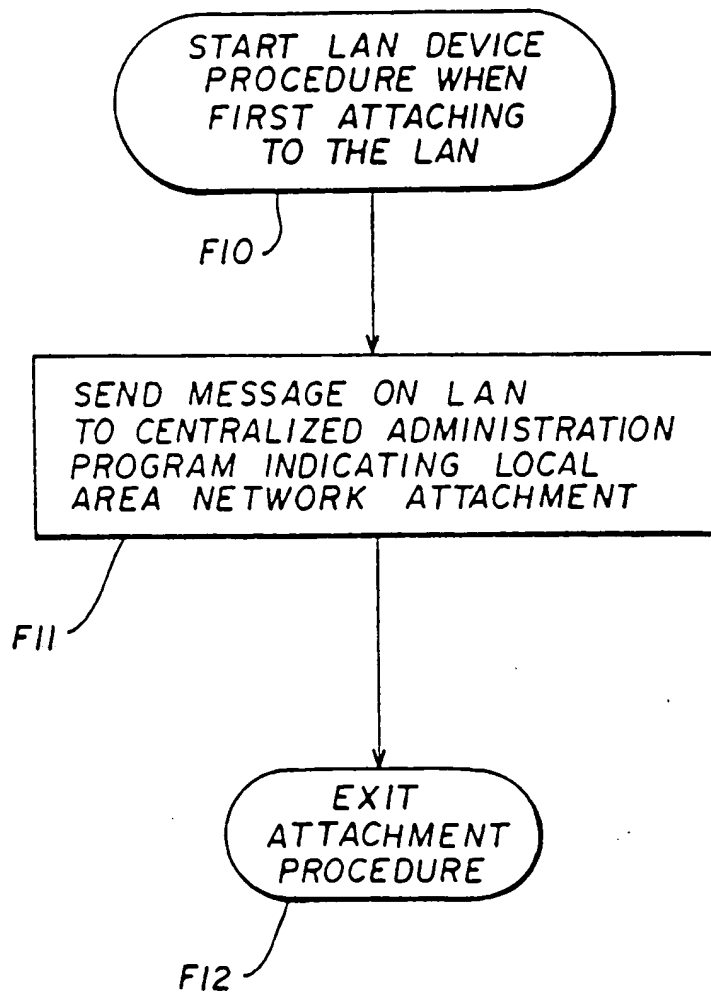 START LAN DEVICE
PROCEDURE WHEN
FIRST ATTACHING
TO THE LAN
F10
SEND MESSAGE ON LAN
TO CENTRALIZED ADMINISTRATION
PROGRAM INDICATING LOCAL
AREA NETWORK ATTACHMENT
F11
EXIT
ATTACHMENT
PROCEDURE
F12